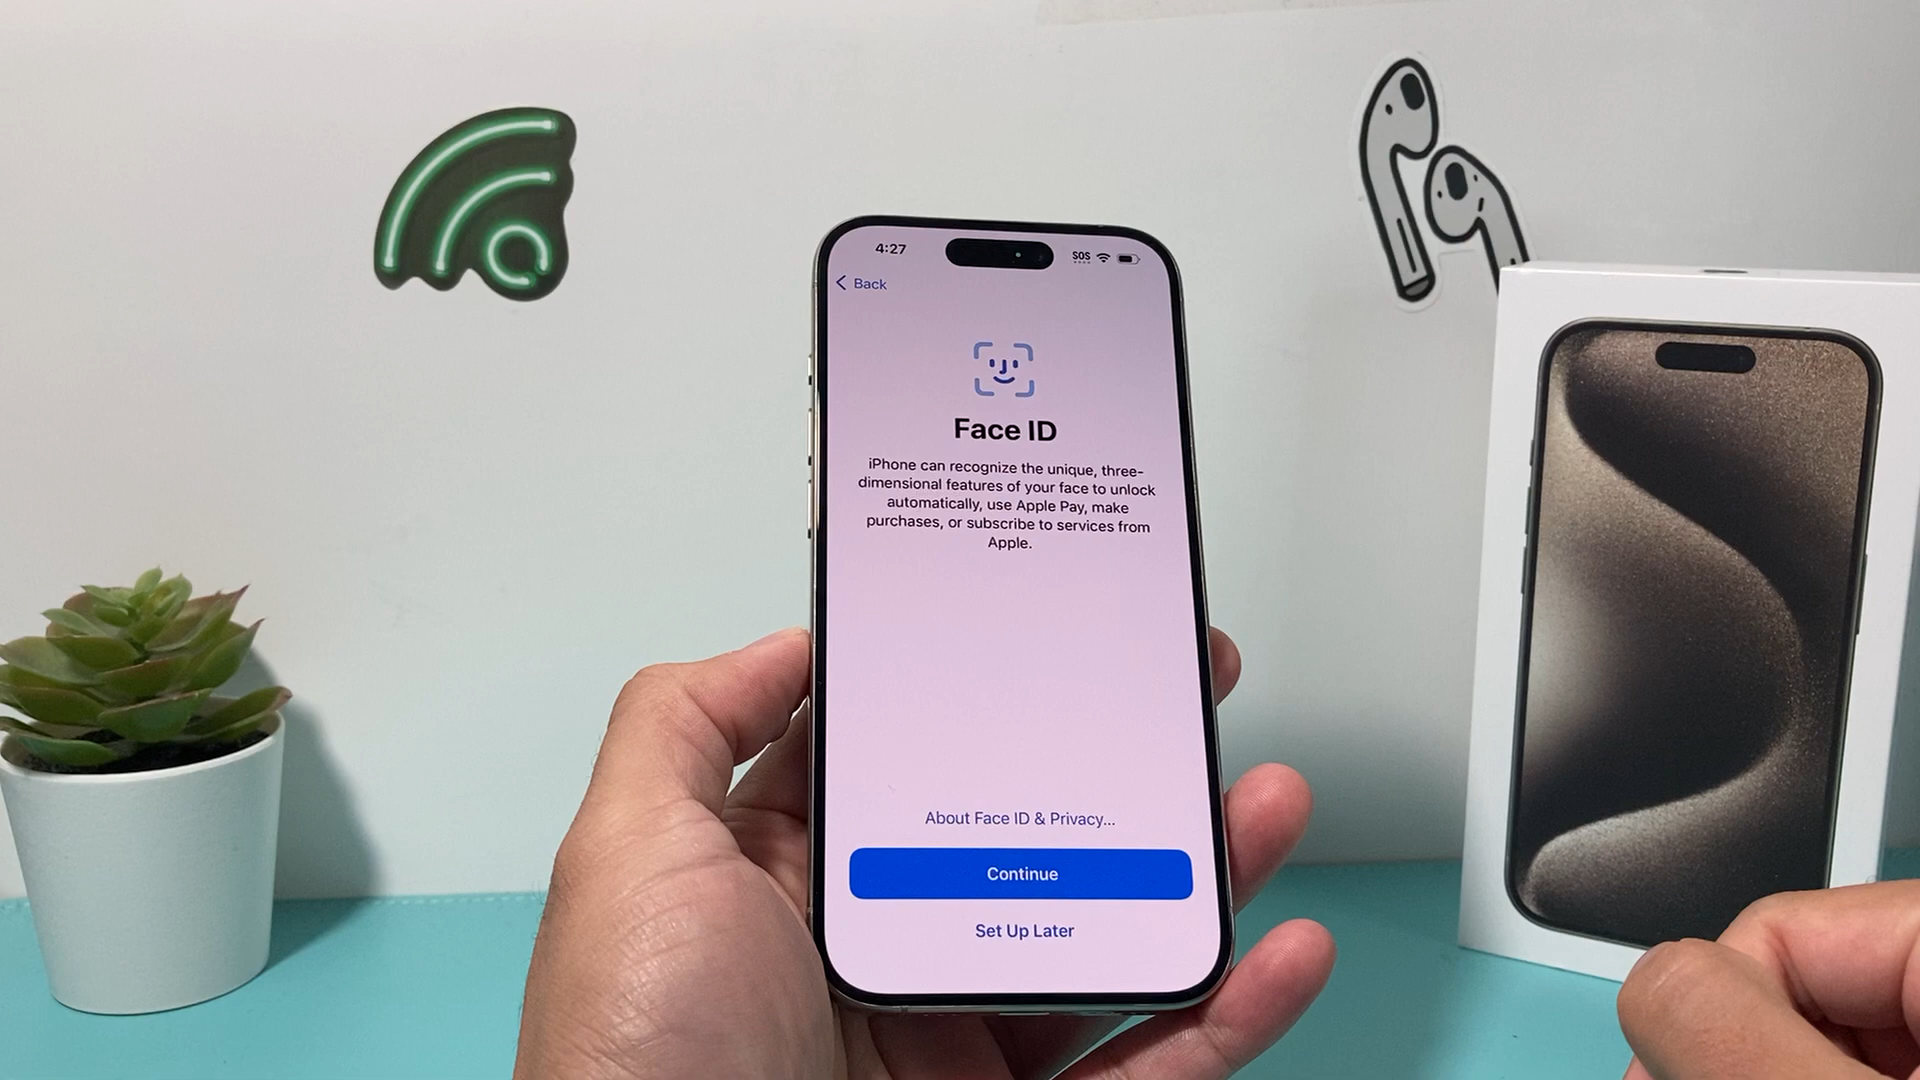 4:27
SOS
Back
Face ID
iPhone can recognize the unique, three-
dimensional features of your face to unlock
automatically, use Apple Pay, make
purchases, or subscribe to services from
Apple.
About Face ID & Privacy...
Continue
Set Up Later